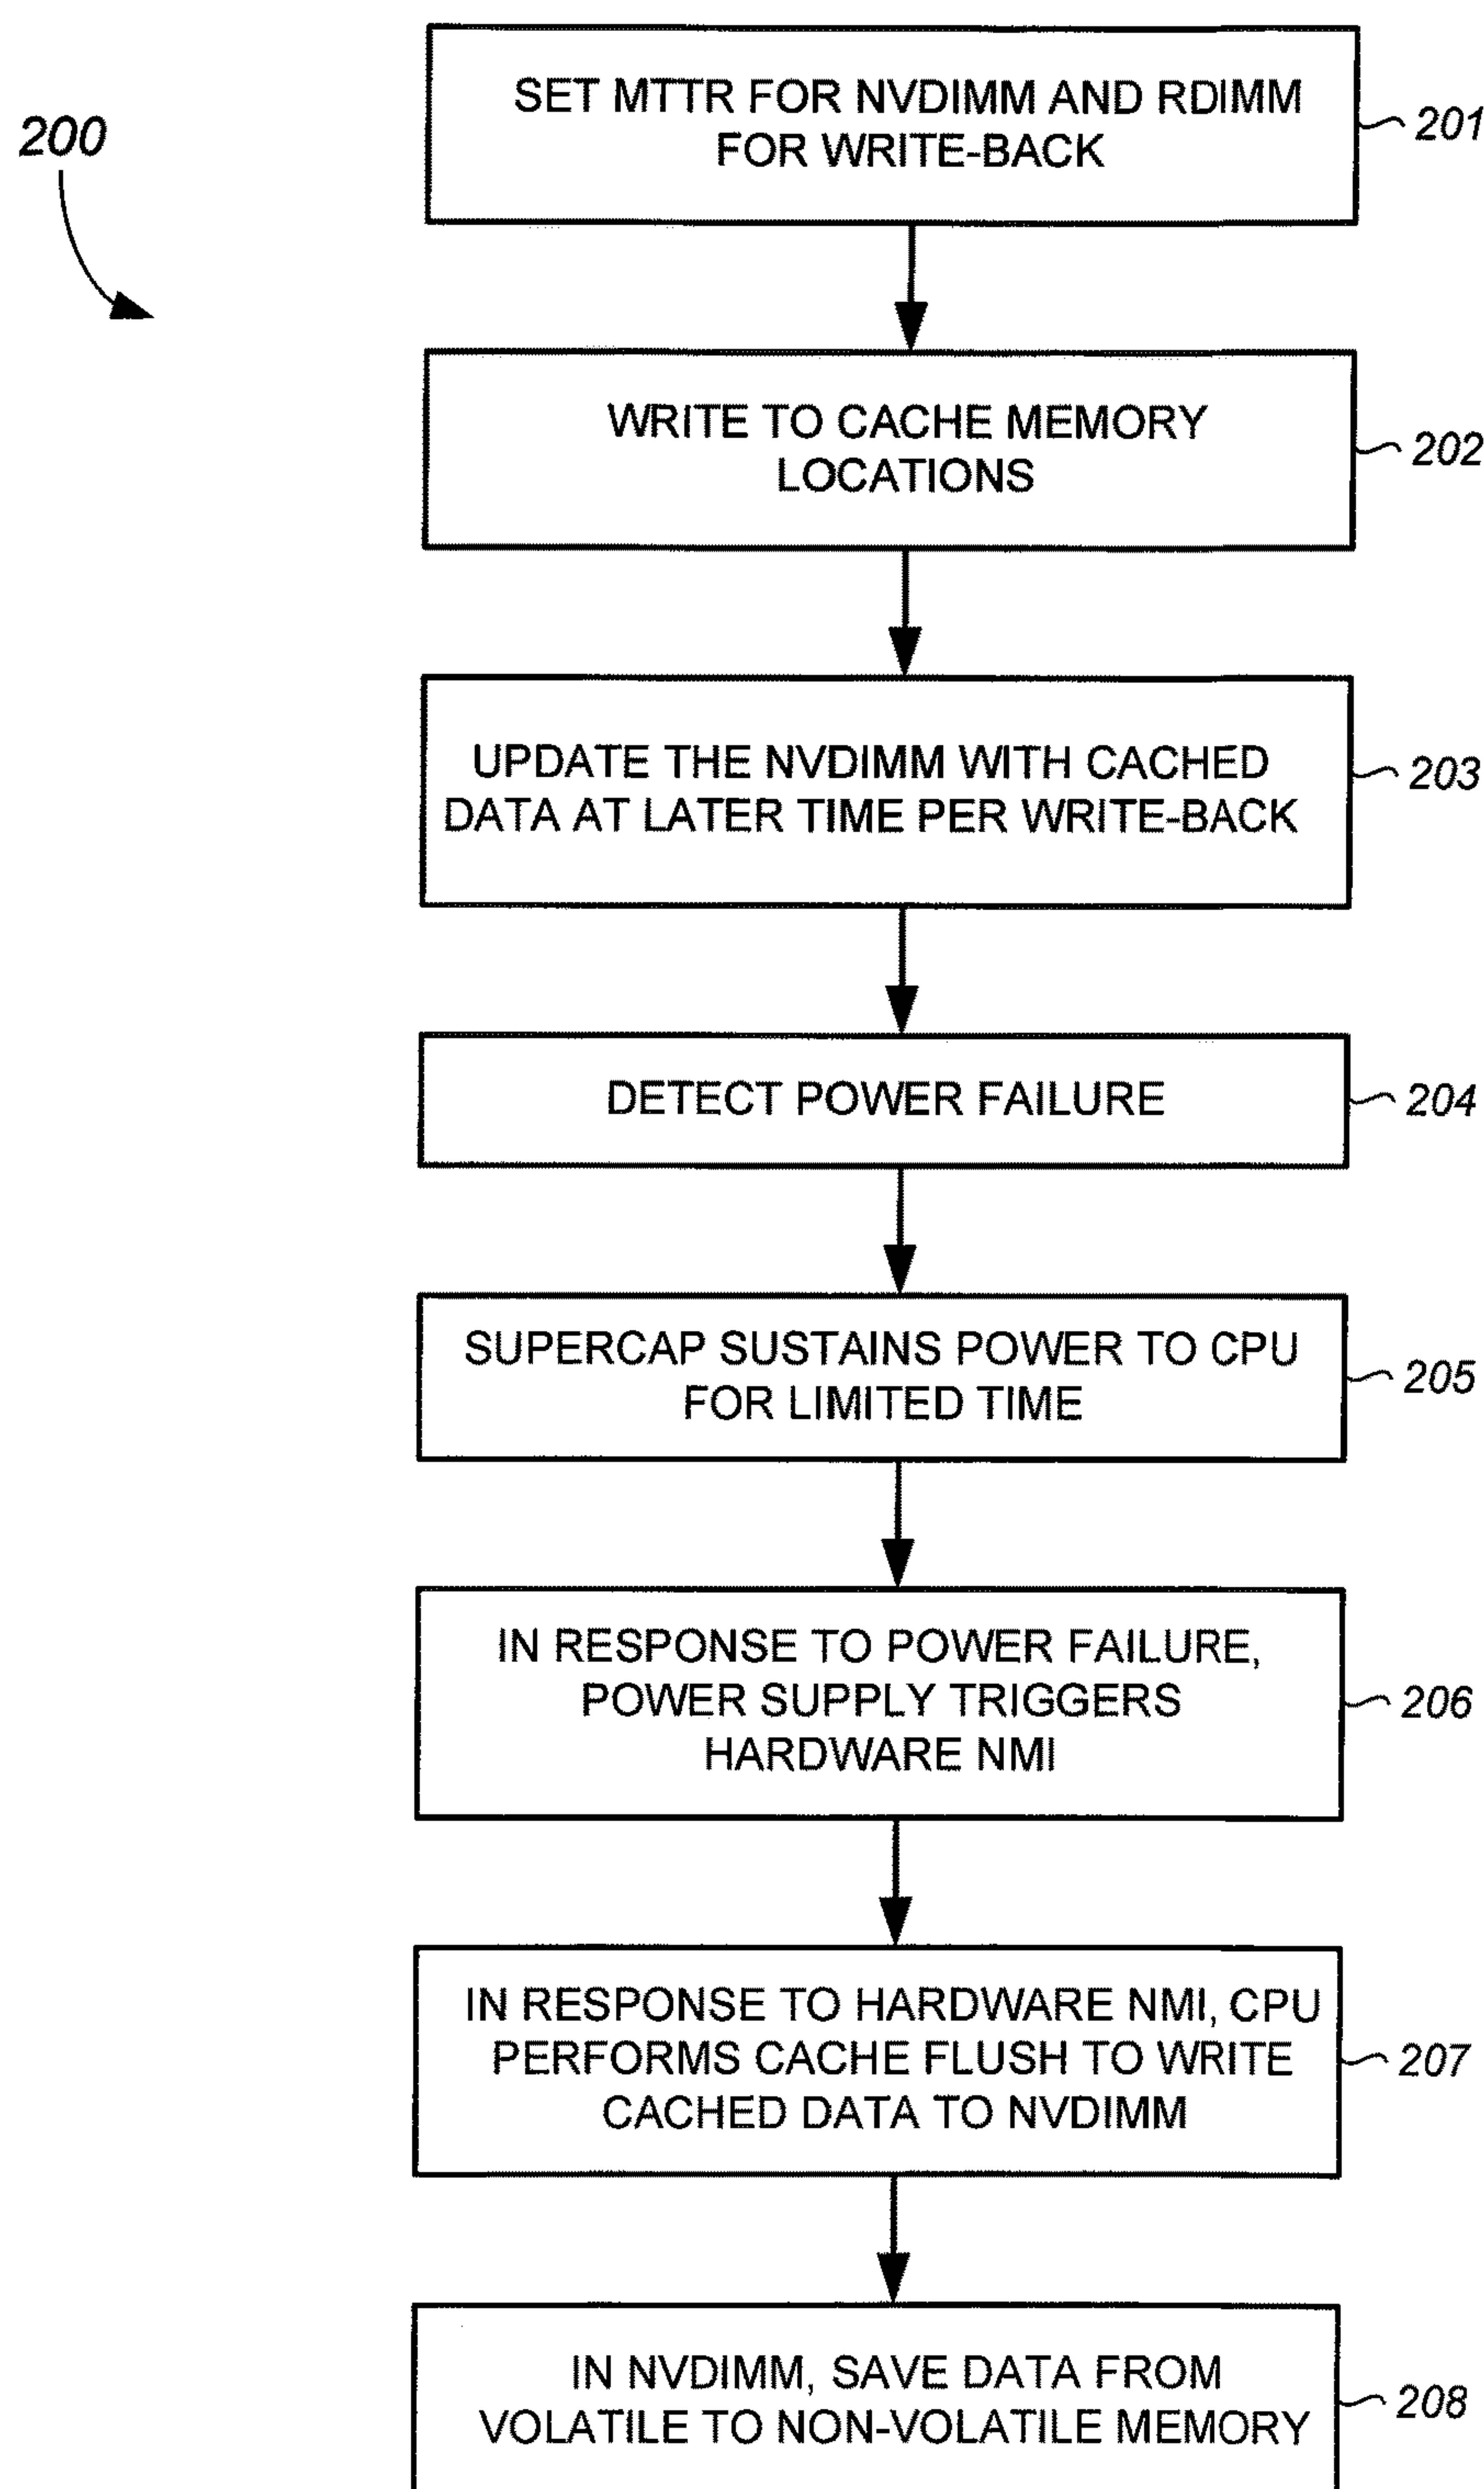 200
SET MTTR FOR NVDIMM AND RDIMM
FOR WRITE-BACK
201
WRITE TO CACHE MEMORY
LOCATIONS
202
UPDATE THE NVDIMM WITH CACHED
DATA AT LATER TIME PER WRITE-BACK
203
DETECT POWER FAILURE
204
SUPERCAP SUSTAINS POWER TO CPU
FOR LIMITED TIME
205
IN RESPONSE TO POWER FAILURE,
POWER SUPPLY TRIGGERS
HARDWARE NMI
206
IN RESPONSE TO HARDWARE NMI, CPU
PERFORMS CACHE FLUSH TO WRITE
CACHED DATA TO NVDIMM
207
IN NVDIMM, SAVE DATA FROM
VOLATILE TO NON-VOLATILE MEMORY
208